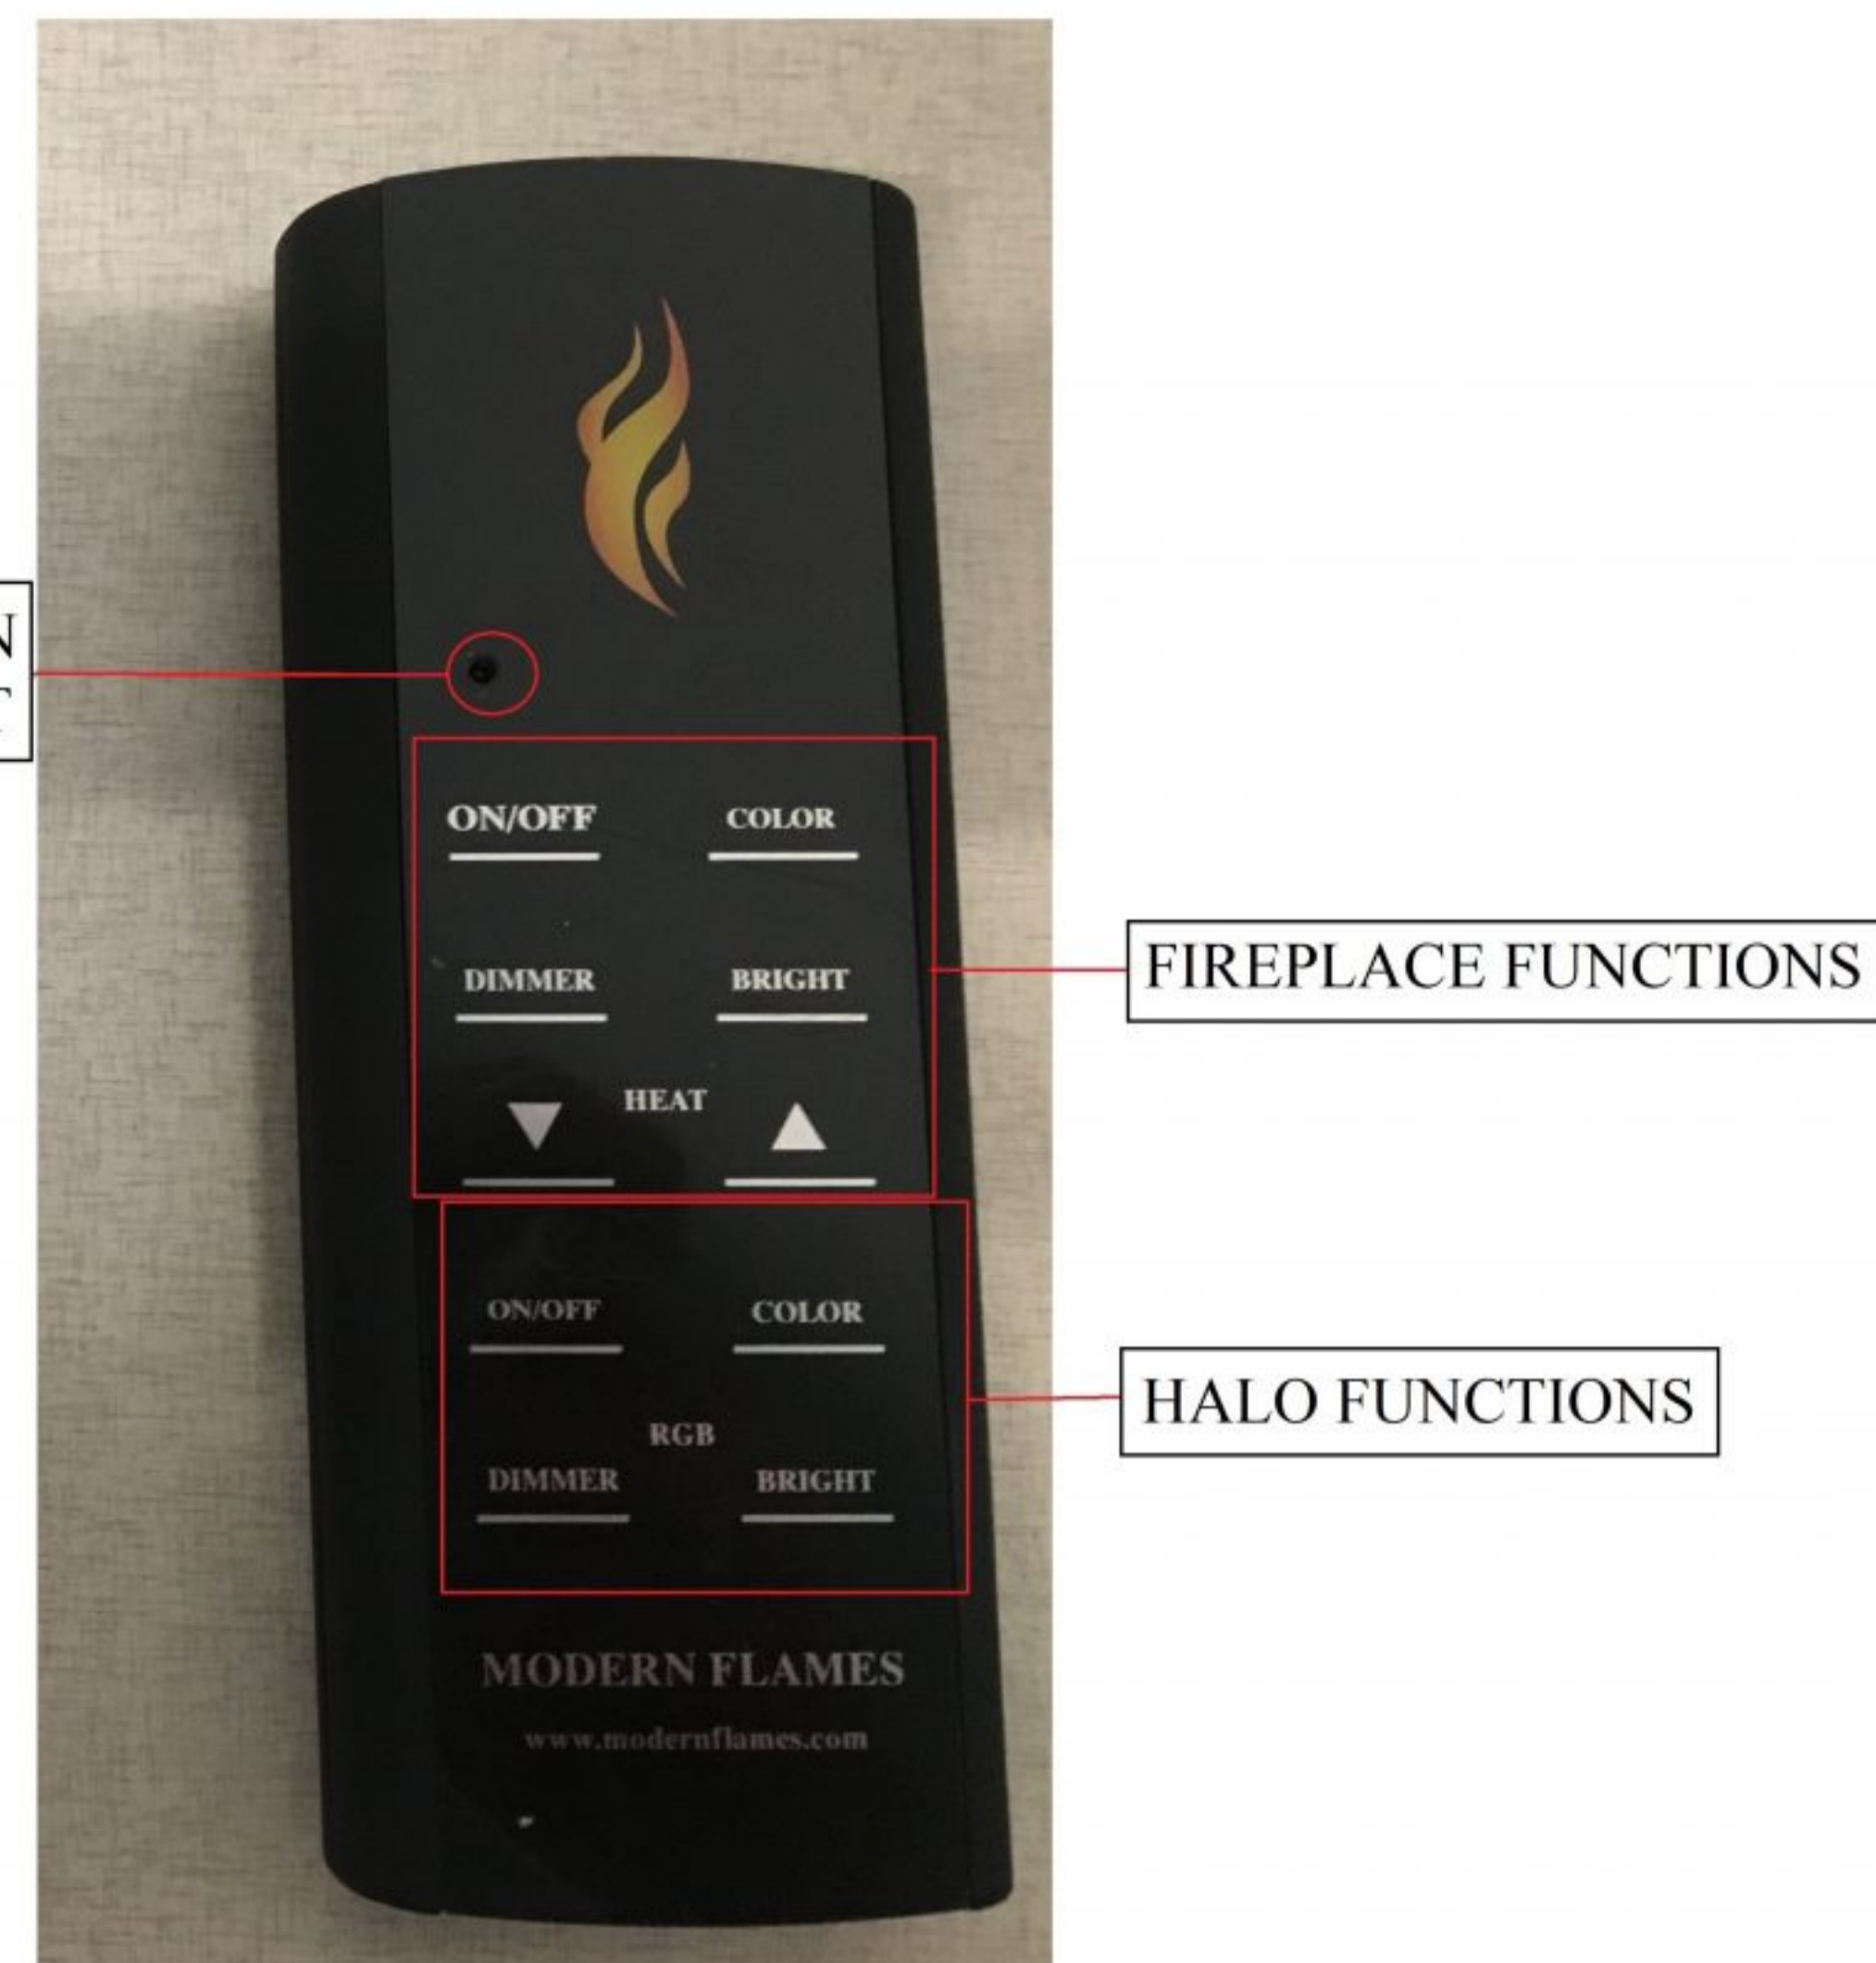 ON/OFF COLOR
DIMMER BRIGHT
HEAT
ON/OFF COLOR
RGB
DIMMER BRIGHT
MODERN FLAMES
www.modernflames.com
FIREPLACE FUNCTIONS
HALO FUNCTIONS